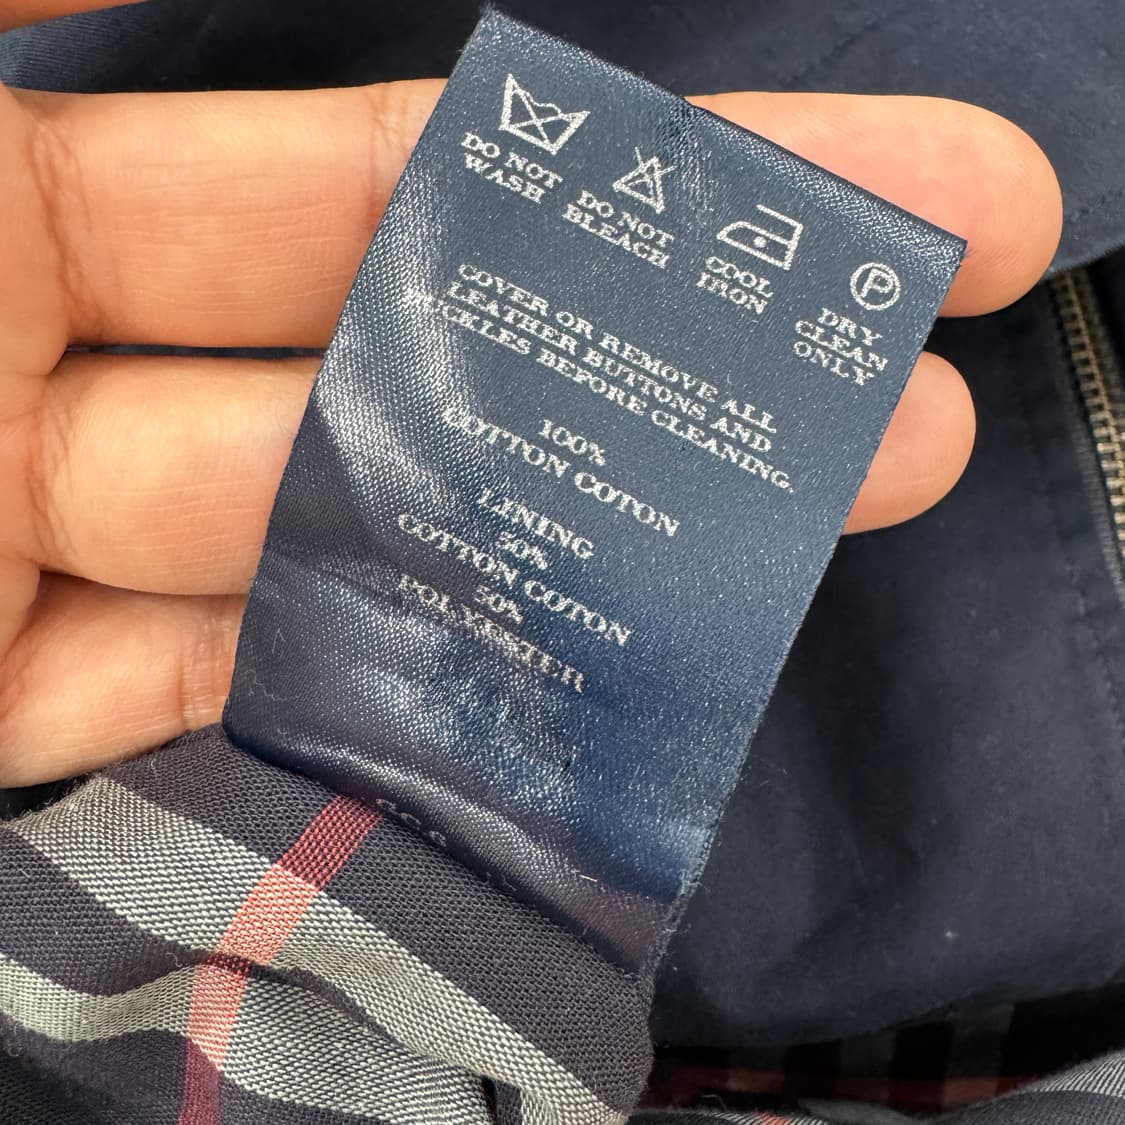 DO NOT
WASH
DO NOT
BLEACH
COOL
IRON
P
DRY
CLEAN
ONLY
COVER OR REMOVE ALL
LEATHER BUTTONS AND
CKLES BEFORE CLEANING.
100%
COTTON COTON
LINING
50%
COTTON COTON
50%
POLYESTER